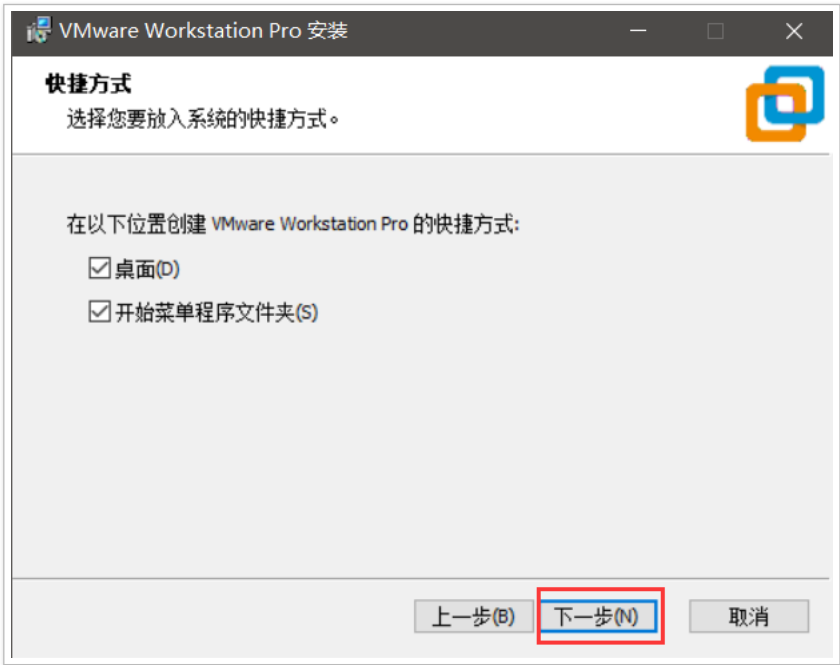 VMware Workstation Pro 安装
快捷方式
选择您要放入系统的快捷方式。
在以下位置创建 VMware Workstation Pro 的快捷方式:
桌面(D)
开始菜单程序文件夹(S)
上一步(B) 下一步(N) 取消